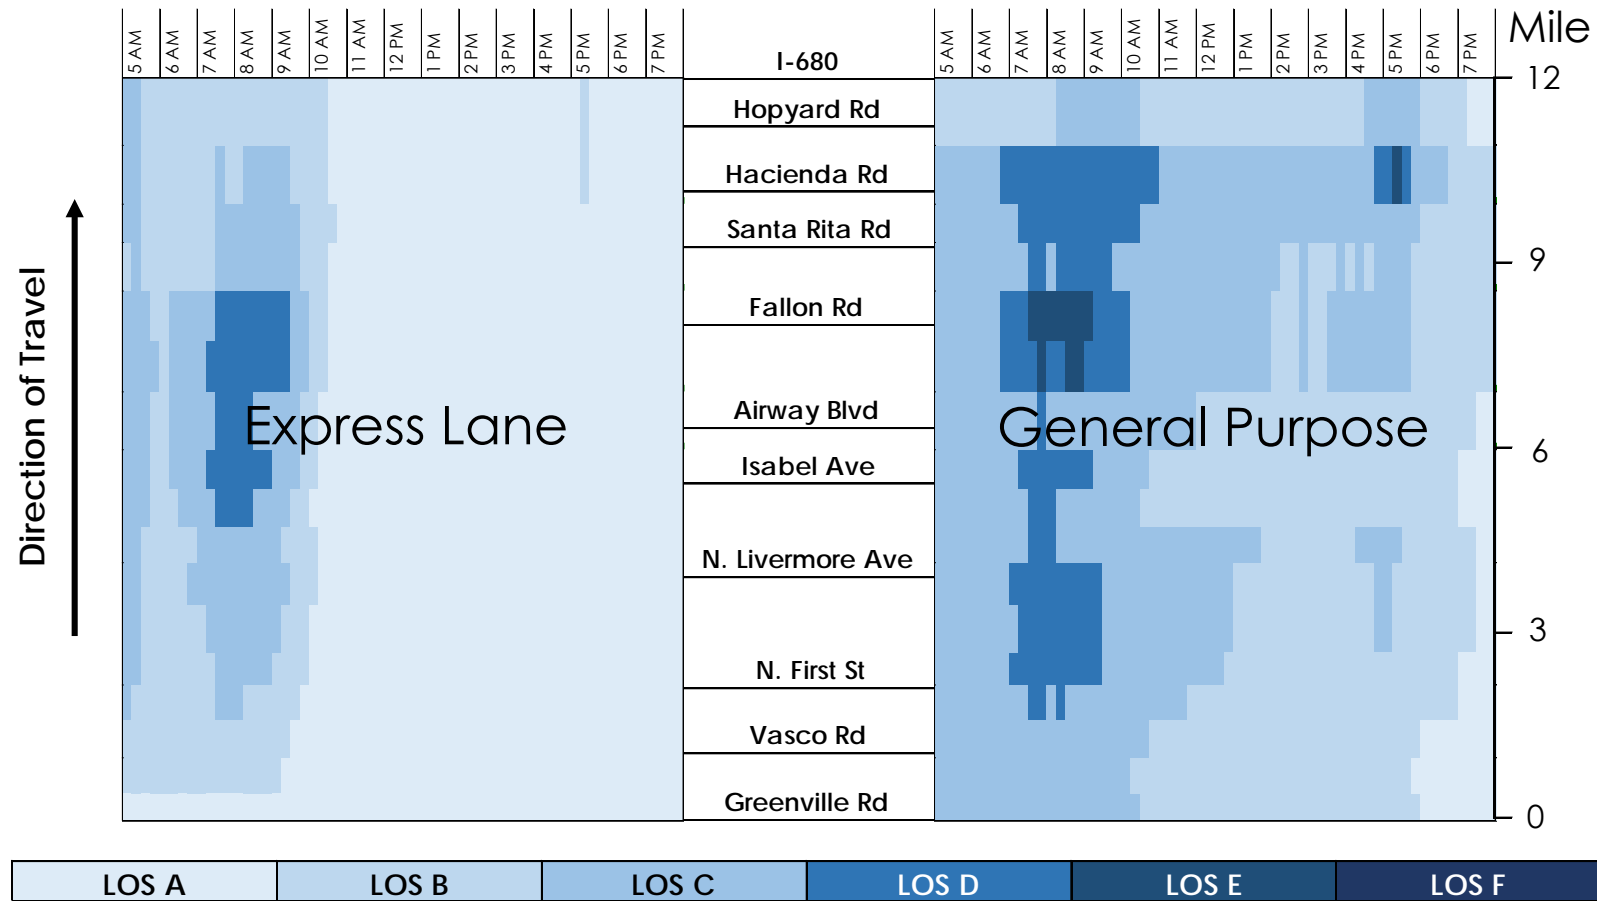 5 AM 6 AM 7 AM 8 AM 9 AM 10 AM 11 AM 12 PM 1 PM 2 PM 3 PM 4 PM 5 PM 6 PM 7 PM
I-680
5 AM 6 AM 7 AM 8 AM 9 AM 10 AM 11 AM 12 PM 1 PM 2 PM 3 PM 4 PM 5 PM 6 PM 7 PM
Mile
12
Hopyard Rd
Hacienda Rd
Santa Rita Rd
9
Fallon Rd
Direction of Travel
Express Lane
Airway Blvd
General Purpose
6
Isabel Ave
N. Livermore Ave
3
N. First St
Vasco Rd
Greenville Rd
0
LOS A LOS B LOS C LOS D LOS E LOS F